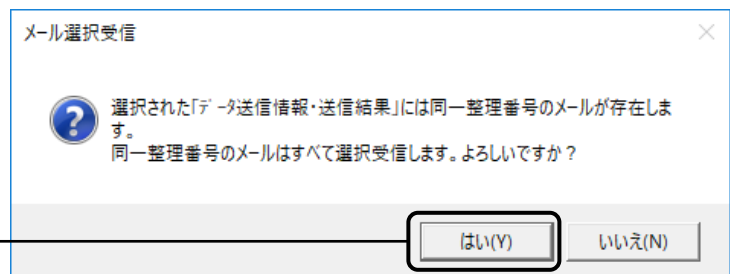 メール選択受信
選択された「データ送信情報・送信結果」には同一整理番号のメールが存在しま
す。
同一整理番号のメールはすべて選択受信します。よろしいですか？
はい(Y)
いいえ(N)